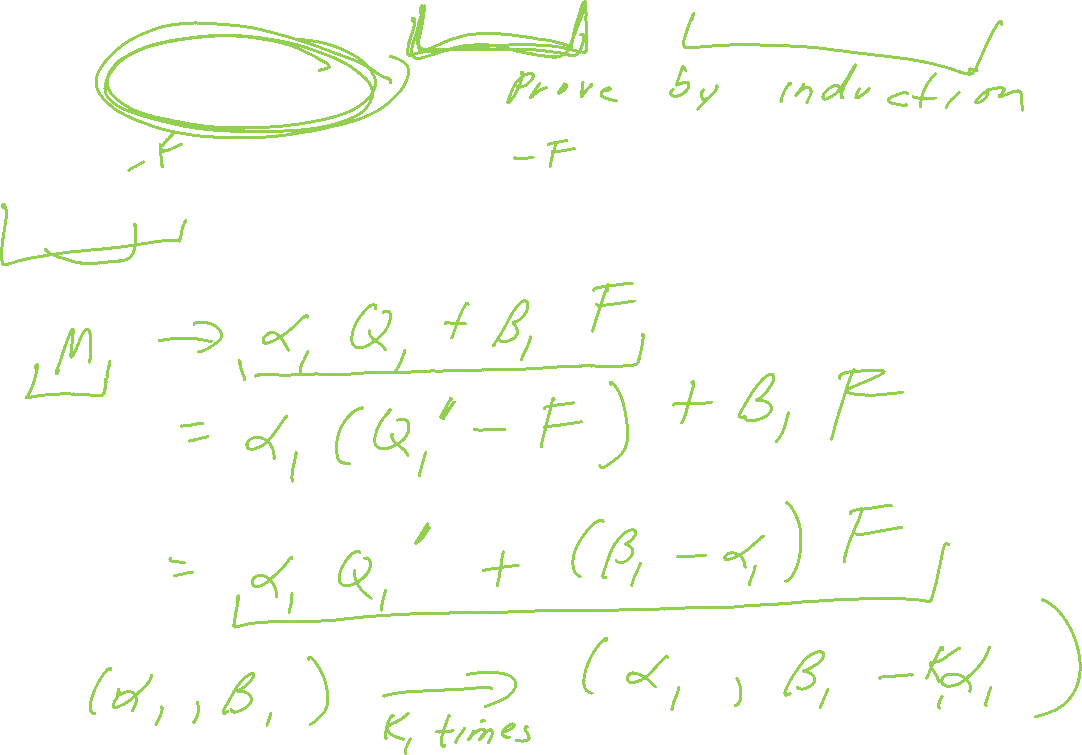 Prove by induction
-F -F
M₁ → α₁ Q₁ + β₁ F
= α₁ (Q₁' - F) + β₁ F
= α₁ Q₁' + (β₁ - α₁) F
(α₁, β₁) → (α₁, β₁ - K₁α₁)
K₁ times